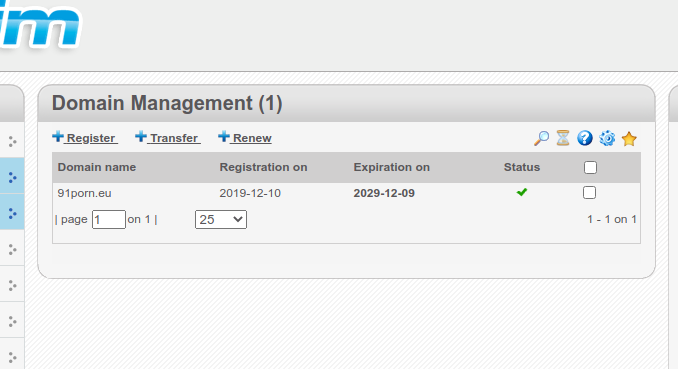 im
Domain Management (1)
Register Transfer Renew
Domain name Registration on Expiration on Status
91porn.eu 2019-12-10 2029-12-09
| page 1 on 1 | 25 1 - 1 on 1